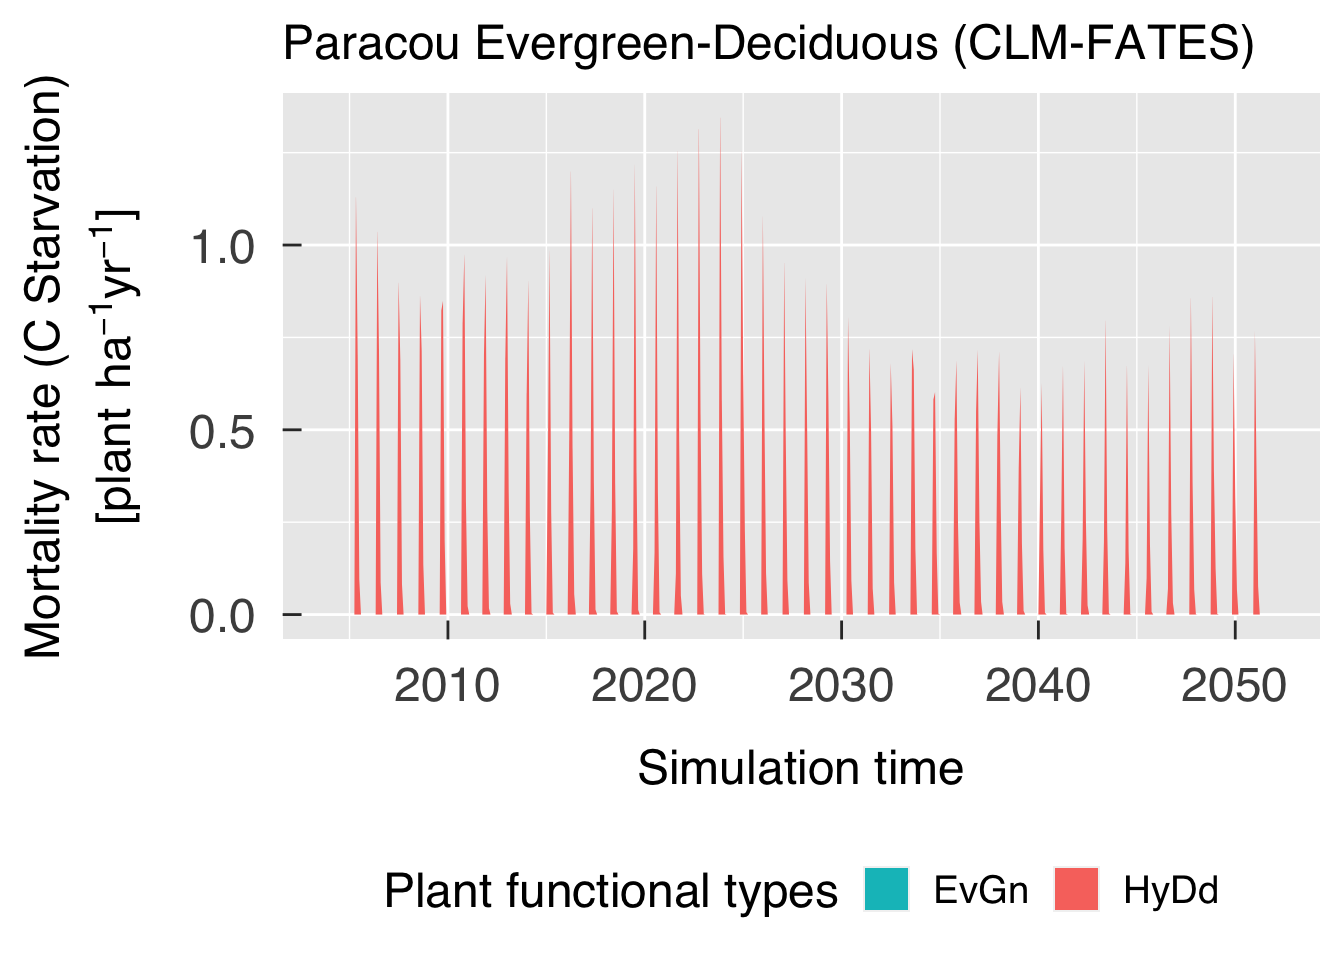 Paracou Evergreen-Deciduous (CLM-FATES)
Mortality rate (C Starvation)
[plant ha⁻¹yr⁻¹]
1.0
0.5
0.0
2010 2020 2030 2040 2050
Simulation time
Plant functional types EvGn HyDd